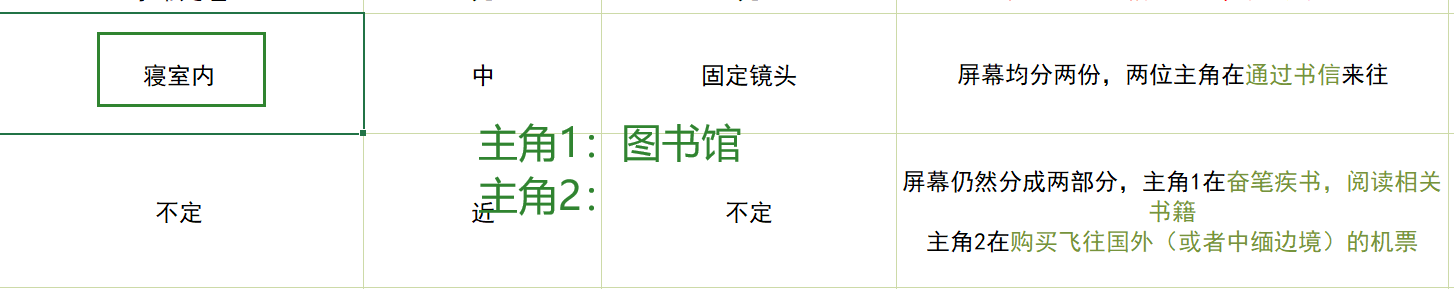 寝室内
中
固定镜头
屏幕均分两份，两位主角在通过书信来往
主角1：图书馆
主角2：
不定
近
不定
屏幕仍然分成两部分，主角1在奋笔疾书，阅读相关
书籍
主角2在购买飞往国外（或者中缅边境）的机票